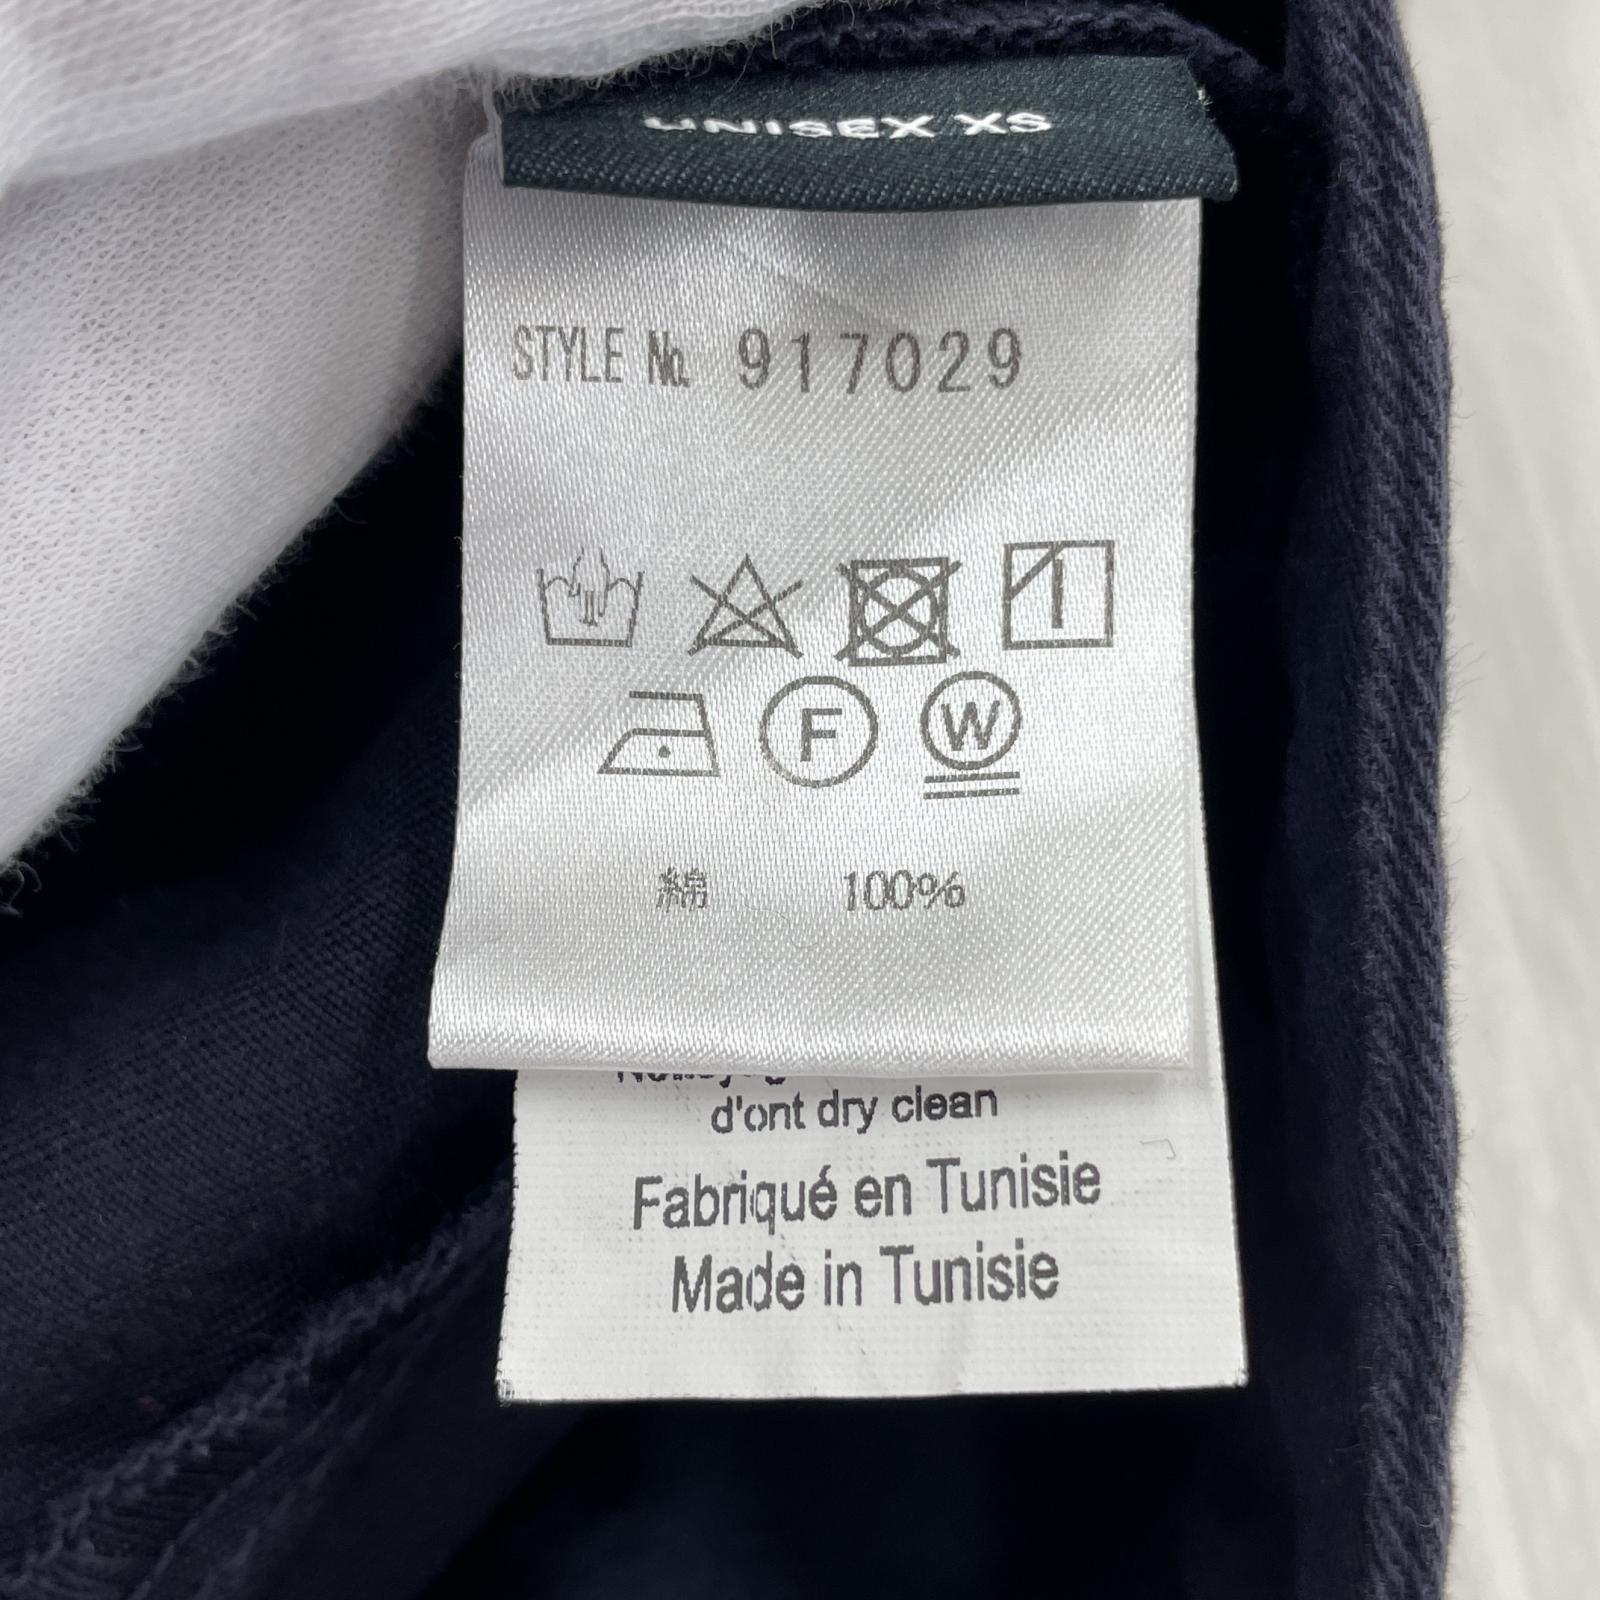 UNISEX XS
STYLE No. 917029
F W
綿 100%
d'ont dry clean
Fabriqué en Tunisie
Made in Tunisie